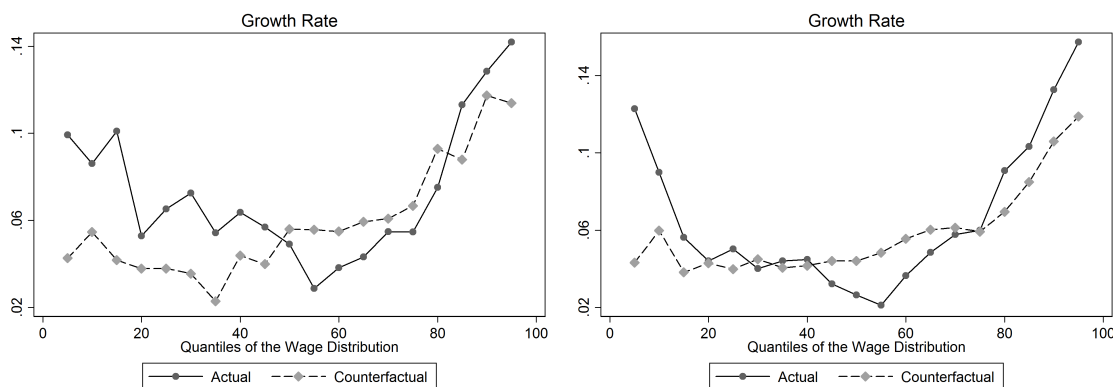 Growth Rate
.14
.1
.06
.02
0 20 40 60 80 100
Quantiles of the Wage Distribution
Actual Counterfactual
Growth Rate
.14
.1
.06
.02
0 20 40 60 80 100
Quantiles of the Wage Distribution
Actual Counterfactual